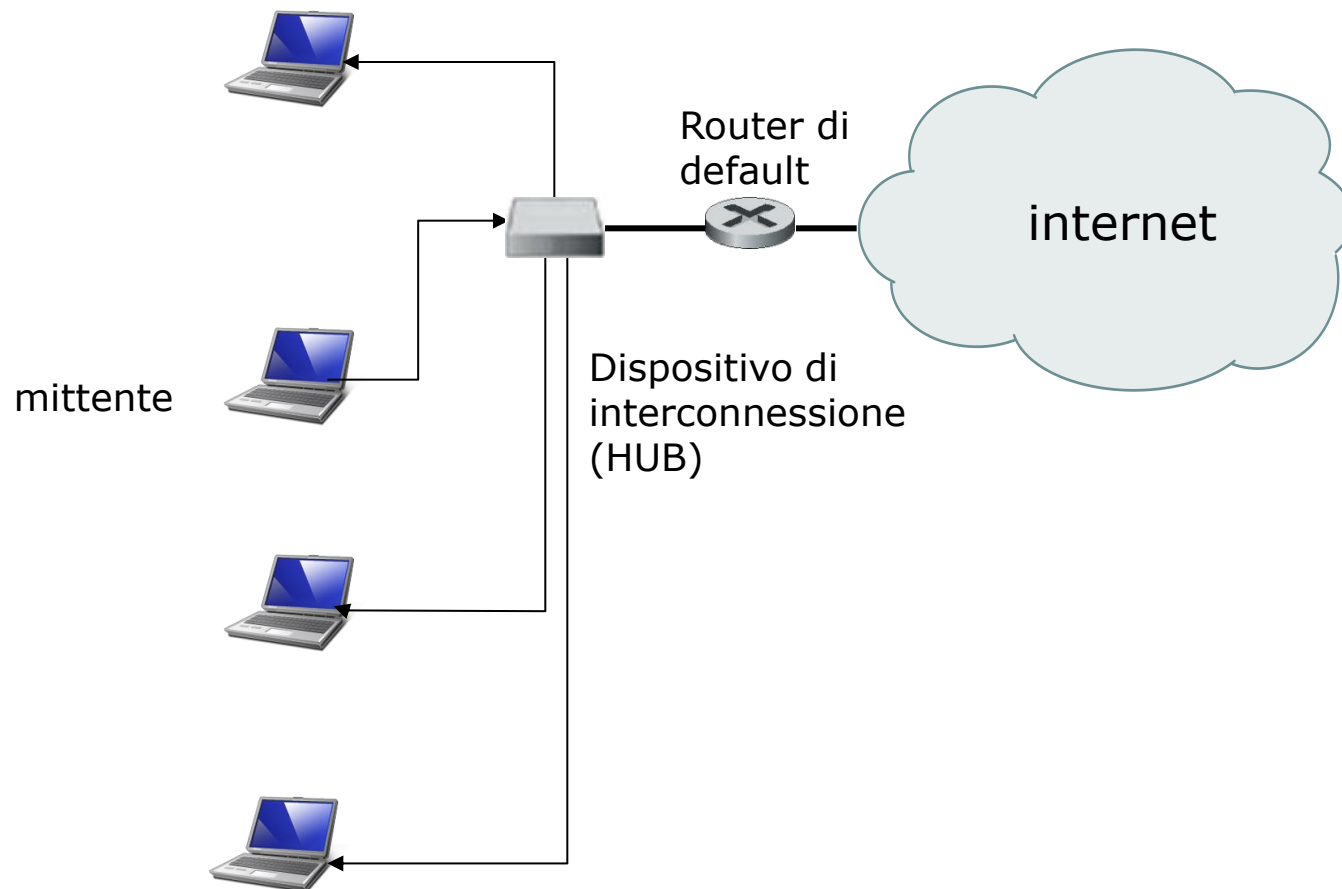 Router di
default
internet
mittente
Dispositivo di
interconnessione
(HUB)